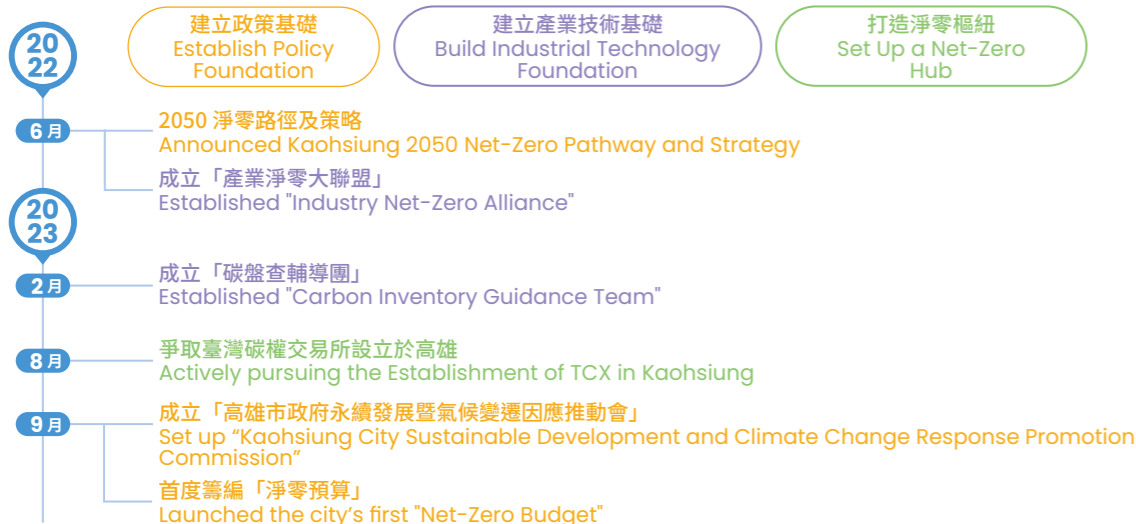 20
22
建立政策基礎
Establish Policy
Foundation
建立產業技術基礎
Build Industrial Technology
Foundation
打造淨零樞紐
Set Up a Net-Zero
Hub
6月
2050 淨零路徑及策略
Announced Kaohsiung 2050 Net-Zero Pathway and Strategy
成立「產業淨零大聯盟」
Established "Industry Net-Zero Alliance"
20
23
2月
成立「碳盤查輔導團」
Established "Carbon Inventory Guidance Team"
8月
爭取臺灣碳權交易所設立於高雄
Actively pursuing the Establishment of TCX in Kaohsiung
9月
成立「高雄市政府永續發展暨氣候變遷因應推動會」
Set up “Kaohsiung City Sustainable Development and Climate Change Response Promotion
Commission”
首度籌編「淨零預算」
Launched the city’s first "Net-Zero Budget"